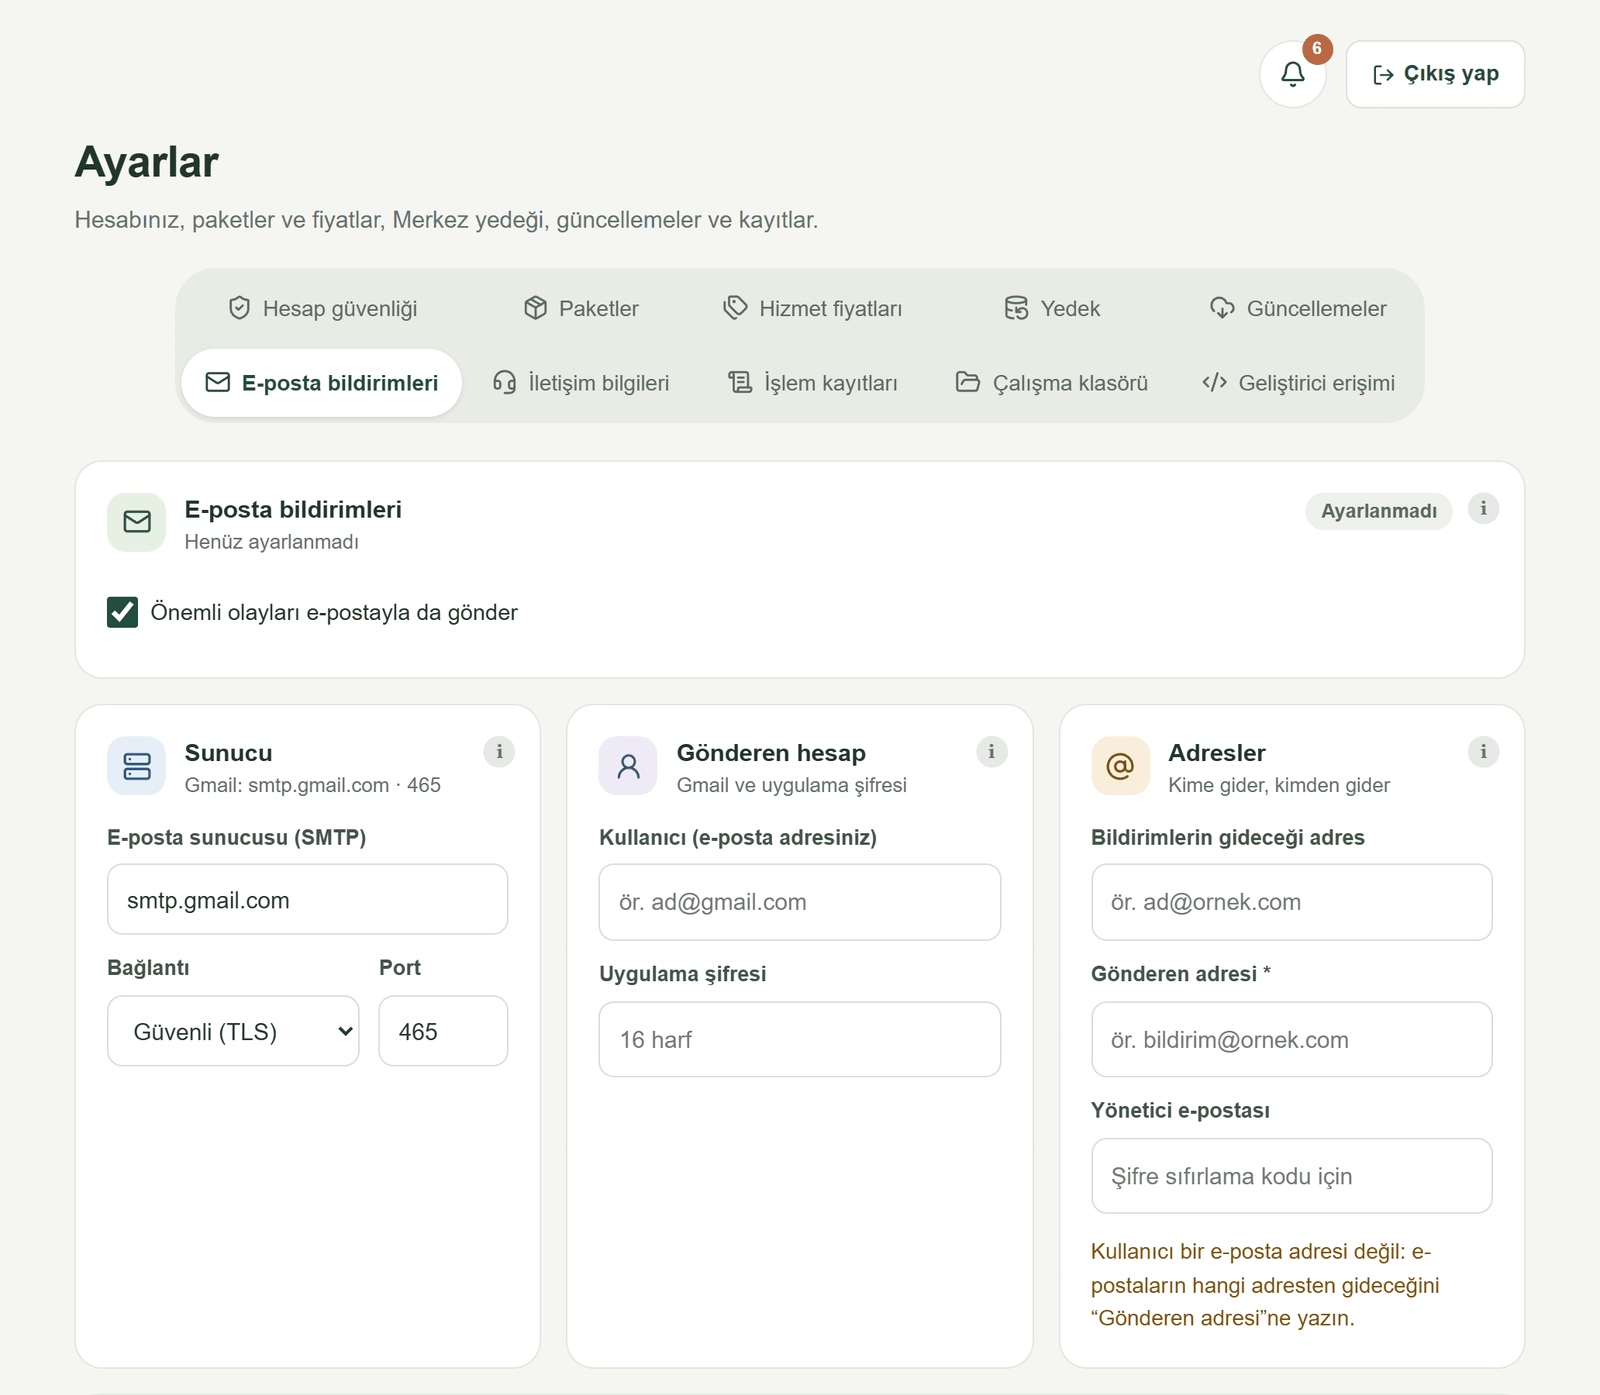 6
Çıkış yap
Ayarlar
Hesabınız, paketler ve fiyatlar, Merkez yedeği, güncellemeler ve kayıtlar.
Hesap güvenliği
Paketler
Hizmet fiyatları
Yedek
Güncellemeler
E-posta bildirimleri
İletişim bilgileri
İşlem kayıtları
Çalışma klasörü
Geliştirici erişimi
E-posta bildirimleri
Henüz ayarlanmadı
Ayarlanmadı
i
Önemli olayları e-postayla da gönder
Sunucu
Gmail: smtp.gmail.com · 465
i
E-posta sunucusu (SMTP)
smtp.gmail.com
Bağlantı
Port
Güvenli (TLS)
465
Gönderen hesap
Gmail ve uygulama şifresi
i
Kullanıcı (e-posta adresiniz)
ör. ad@gmail.com
Uygulama şifresi
16 harf
Adresler
Kime gider, kimden gider
i
Bildirimlerin gideceği adres
ör. ad@ornek.com
Gönderen adresi *
ör. bildirim@ornek.com
Yönetici e-postası
Şifre sıfırlama kodu için
Kullanıcı bir e-posta adresi değil: e-
postaların hangi adresten gideceğini
“Gönderen adresi”ne yazın.